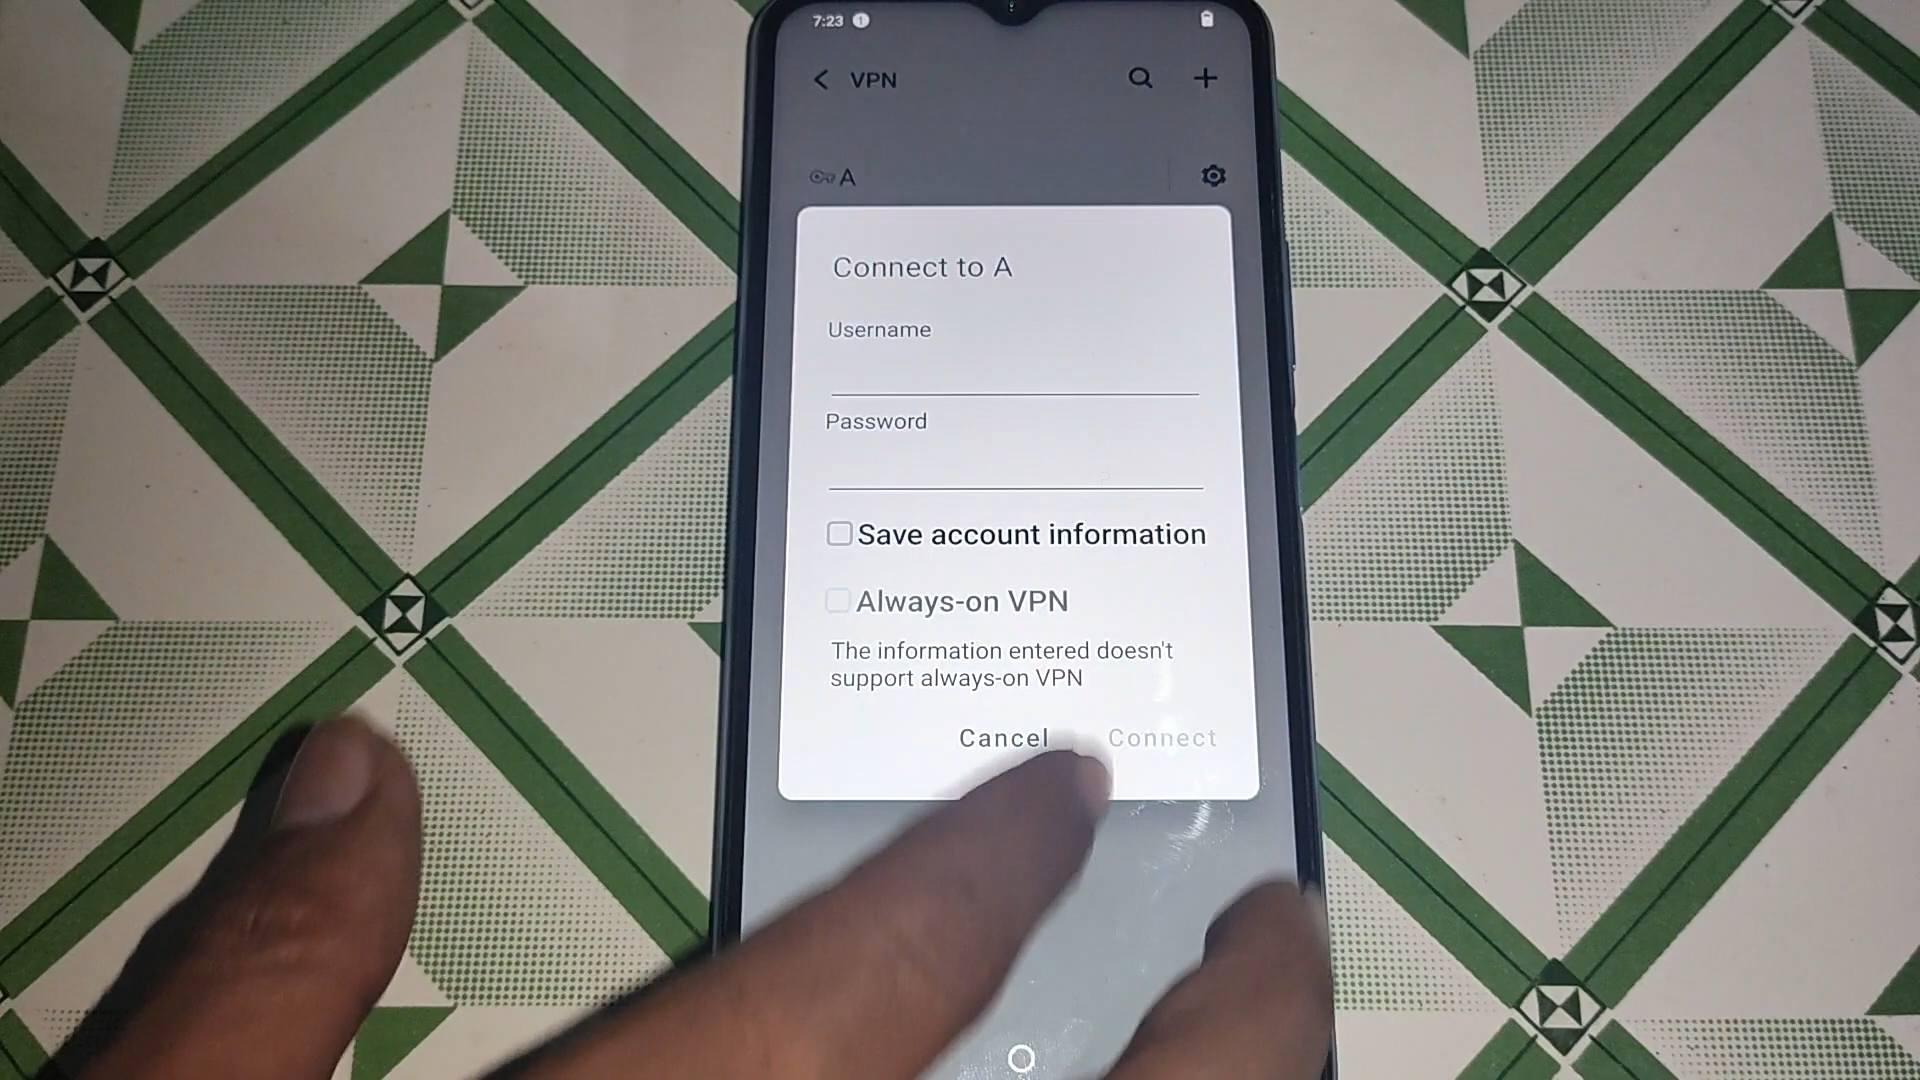 7:23 1
VPN
A
Connect to A
Username
Password
Save account information
Always-on VPN
The information entered doesn't
support always-on VPN
Cancel Connect